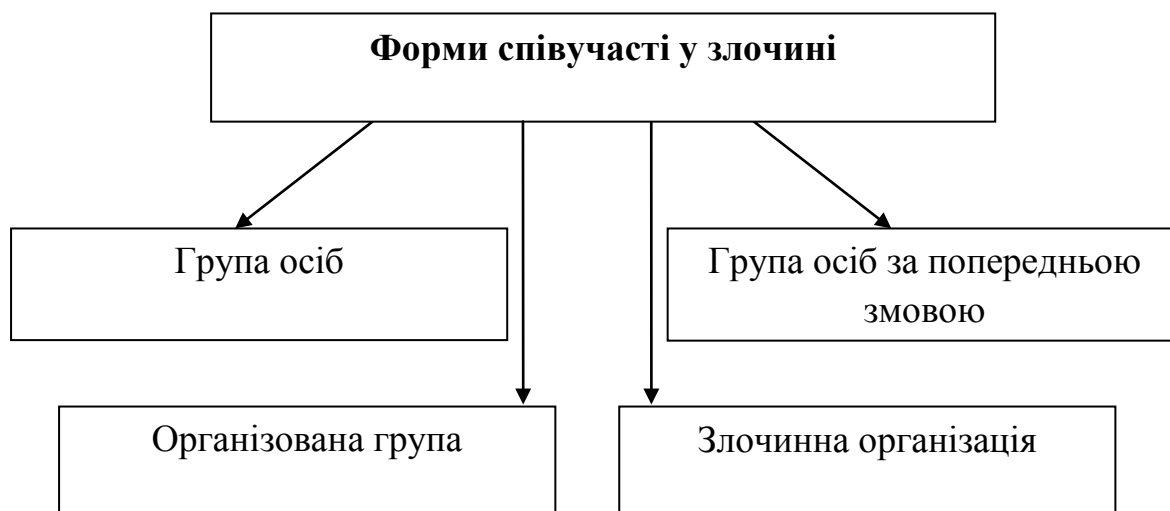 Форми співучасті у злочині
Група осіб
Група осіб за попередньою
змовою
Організована група
Злочинна організація